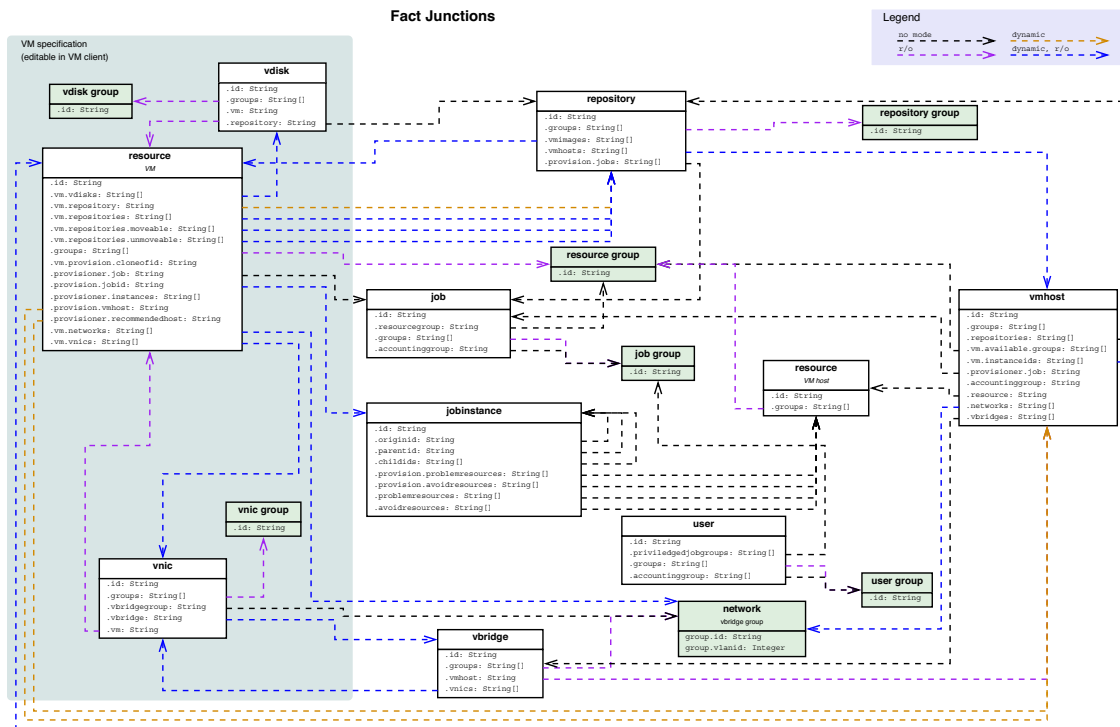 Fact Junctions
Legend
no mode
dynamic
r/o
dynamic, r/o
VM specification
(editable in VM client)
vdisk
.id: String
.groups: String[]
.vm: String
.repository: String
vdisk group
.id: String
repository
.id: String
.groups: String[]
.vmimages: String[]
.vmhosts: String[]
.provision.jobs: String[]
repository group
.id: String
resource
VM
.id: String
.vm.vdisks: String[]
.vm.repository: String
.vm.repositories: String[]
.vm.repositories.moveable: String[]
.vm.repositories.unmoveable: String[]
.groups: String[]
.vm.provision.cloneofid: String
.provisioner.job: String
.provision.jobid: String
.provisioner.instances: String[]
.provision.vmhost: String
.provisioner.recommendedhost: String
.vm.networks: String[]
.vm.vnics: String[]
resource group
.id: String
job
.id: String
.resourcegroup: String
.groups: String[]
.accountinggroup: String
job group
.id: String
vmhost
.id: String
.groups: String[]
.repositories: String[]
.vm.available.groups: String[]
.vm.instanceids: String[]
.provisioner.job: String
.accountinggroup: String
.resource: String
.networks: String[]
.vbridges: String[]
resource
VM host
.id: String
.groups: String[]
jobinstance
.id: String
.originid: String
.parentid: String
.childids: String[]
.provision.problemresources: String[]
.provision.avoidresources: String[]
.problemresources: String[]
.avoidresources: String[]
vnic group
.id: String
user
.id: String
.priviledgedjobgroups: String[]
.groups: String[]
.accountinggroup: String[]
user group
.id: String
vnic
.id: String
.groups: String[]
.vbridgegroup: String
.vbridge: String
.vm: String
network
vbridge group
group.id: String
group.vlanid: Integer
vbridge
.id: String
.groups: String[]
.vmhost: String
.vnics: String[]